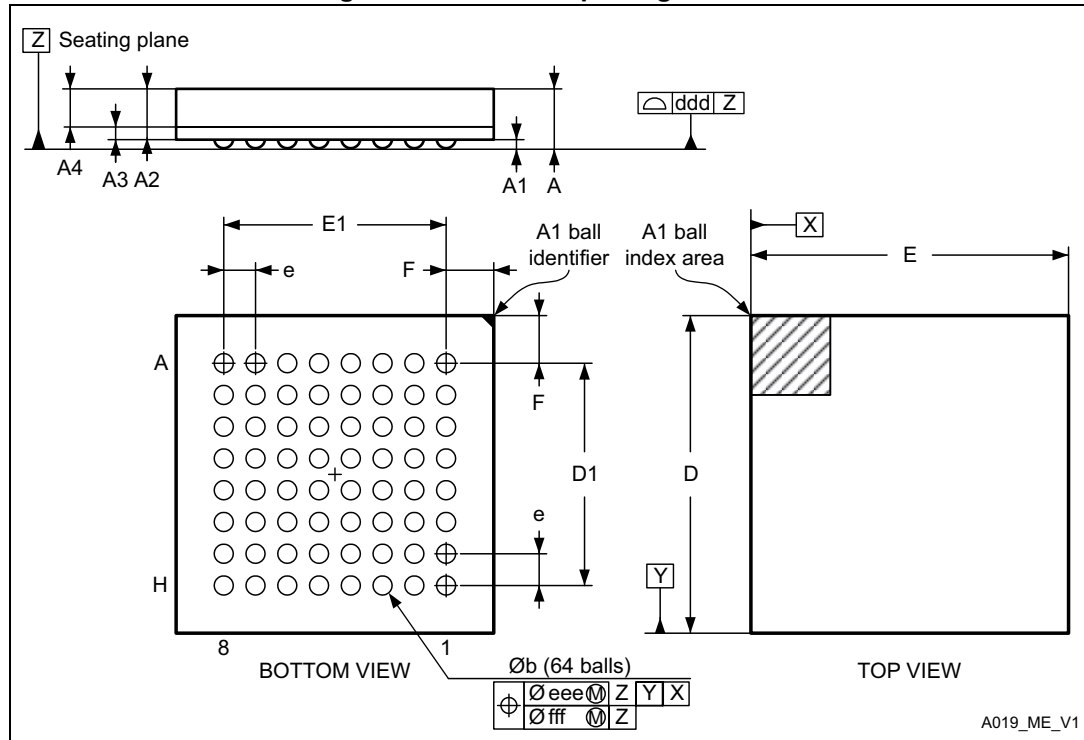 Z Seating plane
ddd Z
A4
A3
A2
A1
A
E1
e
F
A1 ball
identifier
A1 ball
index area
X
E
A
F
D1
D
e
H
Y
8
1
BOTTOM VIEW
Øb (64 balls)
TOP VIEW
Ø eee Ⓜ Z Y X
Ø fff Ⓜ Z
A019_ME_V1